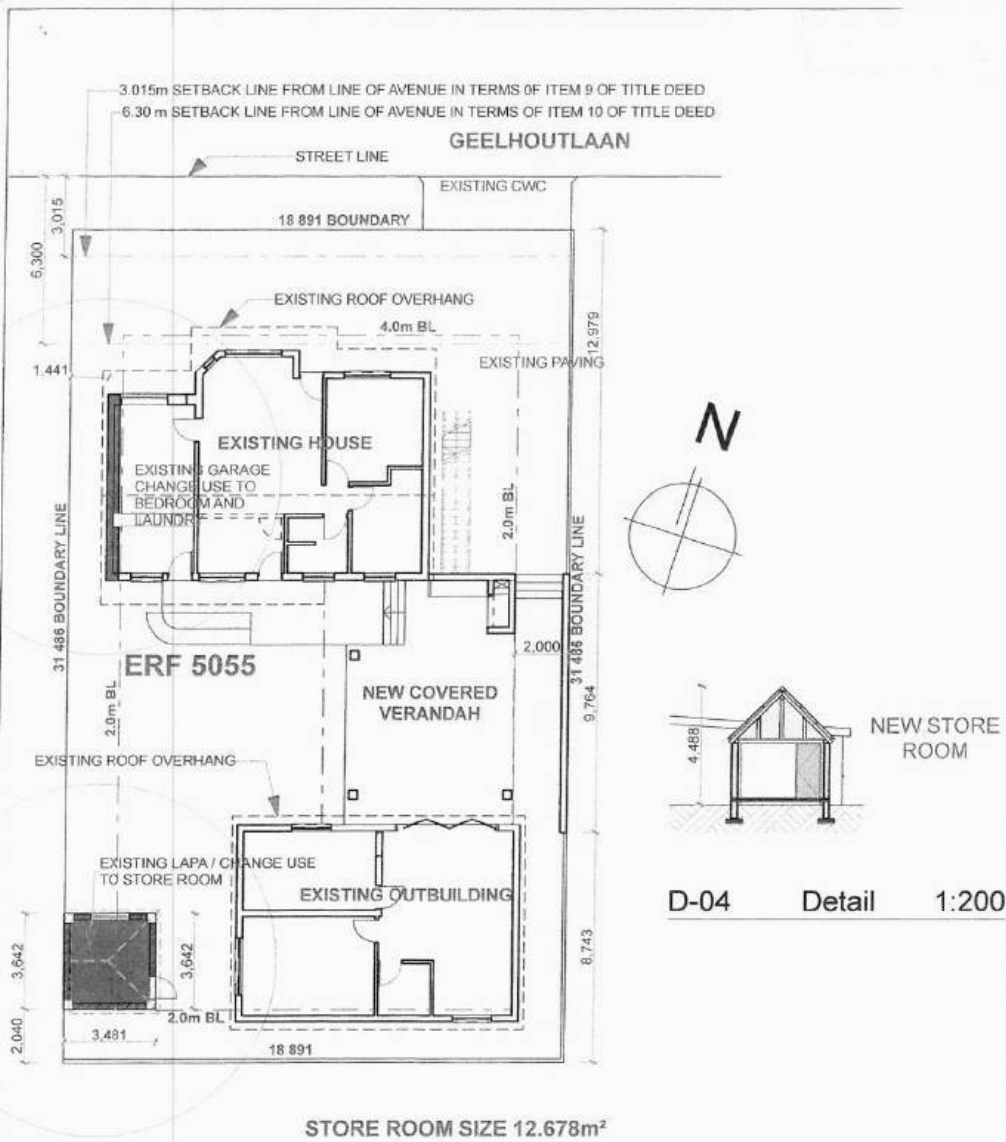 3.015m SETBACK LINE FROM LINE OF AVENUE IN TERMS OF ITEM 9 OF TITLE DEED
6.30 m SETBACK LINE FROM LINE OF AVENUE IN TERMS OF ITEM 10 OF TITLE DEED
GEELHOUTLAAN
STREET LINE
EXISTING CWC
3,015
18 891 BOUNDARY
6,300
EXISTING ROOF OVERHANG
4.0m BL
12,979
1,441
EXISTING PAVING
N
EXISTING HOUSE
EXISTING GARAGE
CHANGE USE TO
BEDROOM AND
LAUNDRY
2.0m BL
31 486 BOUNDARY LINE
31 486 BOUNDARY LINE
2,000
ERF 5055
NEW COVERED
VERANDAH
9,764
2.0m BL
4.488
NEW STORE
ROOM
EXISTING ROOF OVERHANG
EXISTING LAPA / CHANGE USE
TO STORE ROOM
EXISTING OUTBUILDING
D-04 Detail 1:200
3,642
3,642
8,743
2.0m BL
2,040
3,481
18 891
STORE ROOM SIZE 12.678m²